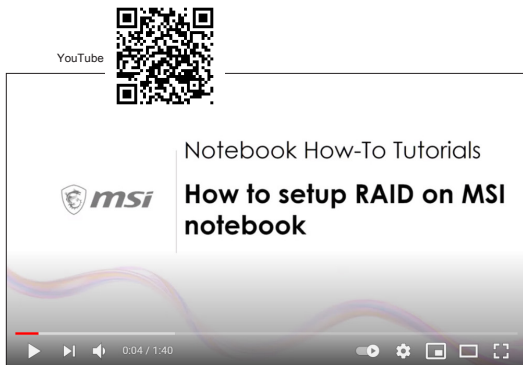 YouTube
Notebook How-To Tutorials
msi
How to setup RAID on MSI
notebook
0:04 / 1:40